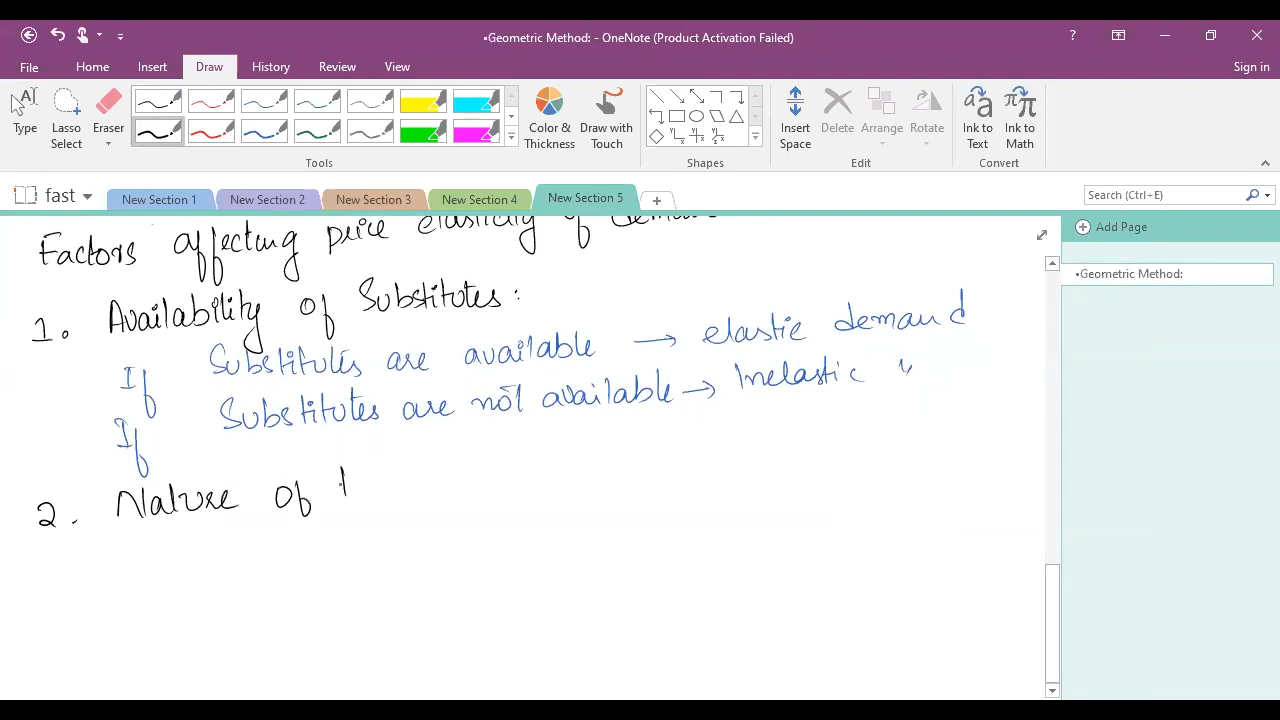 •Geometric Method: - OneNote (Product Activation Failed)
?
File Home Insert Draw History Review View Sign in
Type
Lasso Select
Eraser
Color & Thickness
Draw with Touch
Insert Space
Delete
Arrange
Rotate
Ink to Text
Ink to Math
Tools Shapes Edit Convert
fast New Section 1 New Section 2 New Section 3 New Section 4 New Section 5 Search (Ctrl+E)
Add Page
•Geometric Method:
Factors affecting price elasticity of demand
1. Availability of Substitutes:
If Substitutes are available → elastic demand
If Substitutes are not available → Inelastic "
2. Nature of